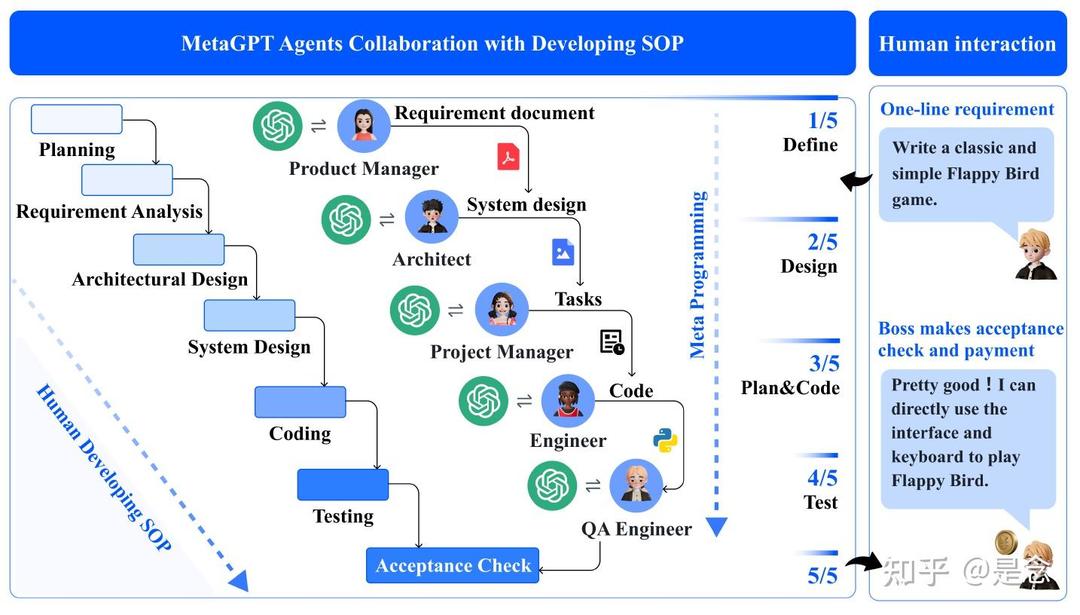 MetaGPT Agents Collaboration with Developing SOP
Human interaction
Planning
Requirement Analysis
Architectural Design
System Design
Coding
Testing
Acceptance Check
Human Developing SOP
Requirement document
Product Manager
System design
Architect
Tasks
Project Manager
Code
Engineer
QA Engineer
Meta Programming
1/5
Define
2/5
Design
3/5
Plan&Code
4/5
Test
5/5
One-line requirement
Write a classic and
simple Flappy Bird
game.
Boss makes acceptance
check and payment
Pretty good！I can
directly use the
interface and
keyboard to play
Flappy Bird.
知乎 @是念